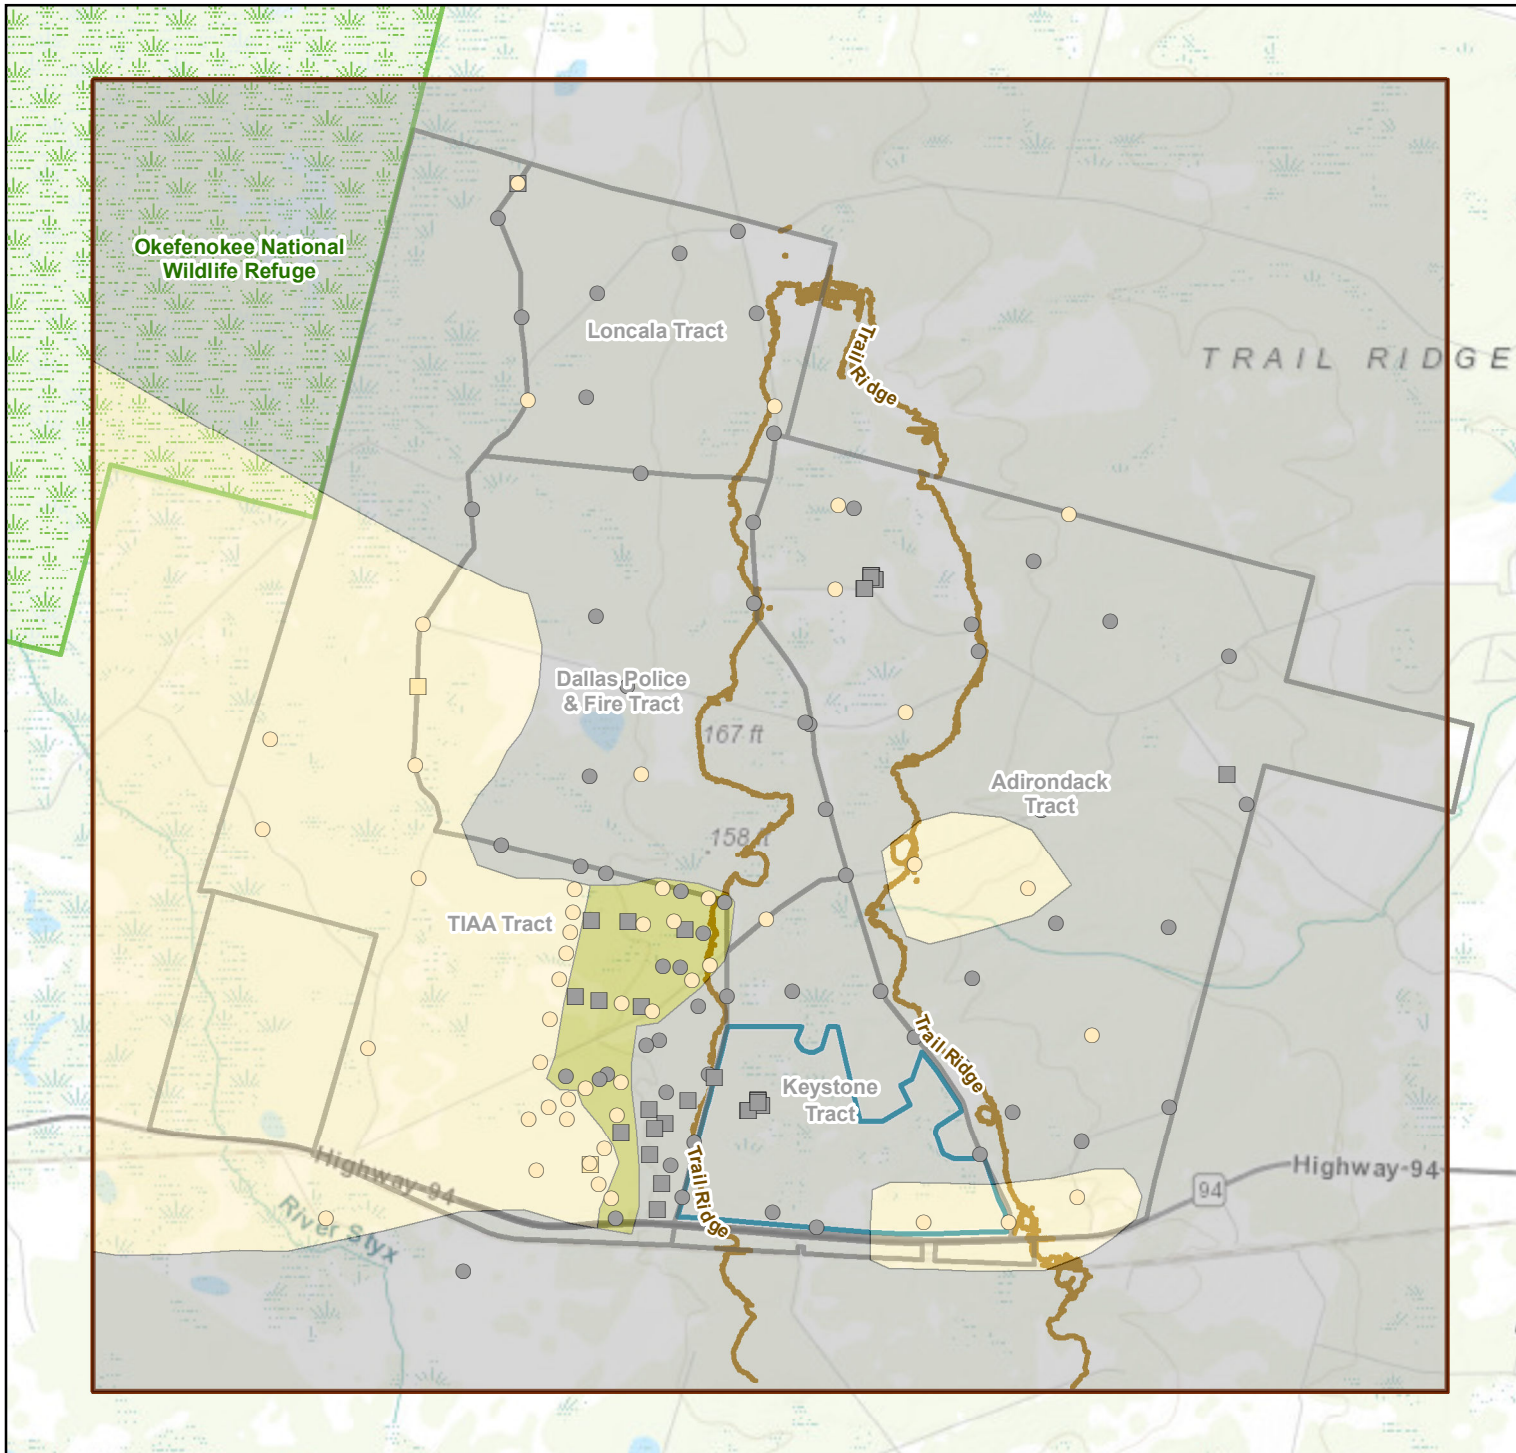 Okefenokee National
Wildlife Refuge
Loncala Tract
Trail Ridge
TRAIL RIDGE
Dallas Police
& Fire Tract
167 ft
Adirondack
Tract
158 ft
TIAA Tract
Trail Ridge
Keystone
Tract
Highway-94
Trail Ridge
Highway-94
94
River Styx